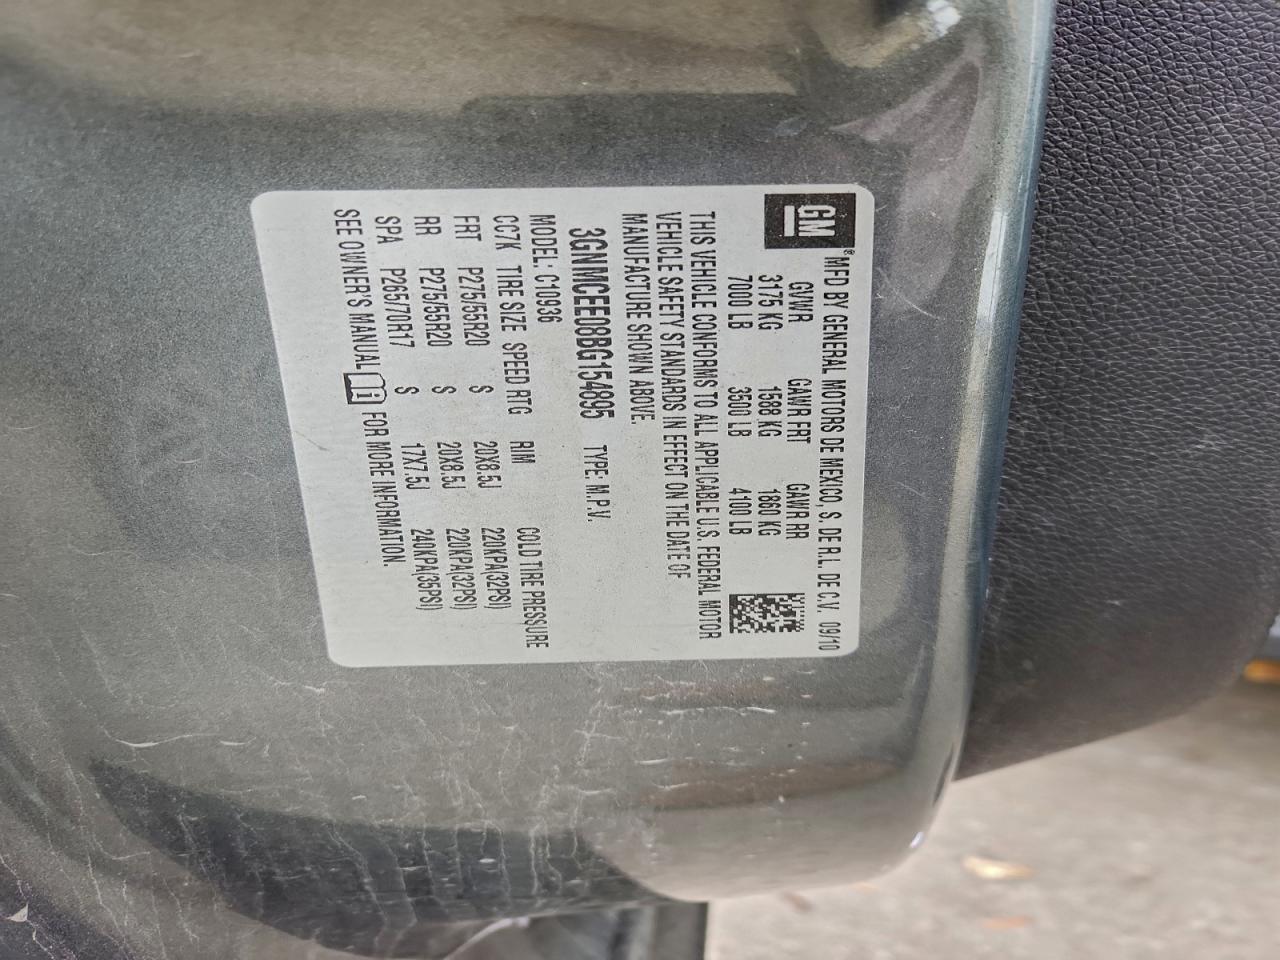 GM ® MFD BY GENERAL MOTORS DE MEXICO, S. DE R.L. DE C.V. 09/10
GVWR GAWR FRT GAWR RR
3175 KG 1588 KG 1860 KG
7000 LB 3500 LB 4100 LB
THIS VEHICLE CONFORMS TO ALL APPLICABLE U.S. FEDERAL MOTOR
VEHICLE SAFETY STANDARDS IN EFFECT ON THE DATE OF
MANUFACTURE SHOWN ABOVE.
3GNMCEE08BG154895 TYPE: M.P.V.
MODEL: C10936
CC7K TIRE SIZE SPEED RTG RIM COLD TIRE PRESSURE
FRT P275/55R20 S 20X8.5J 220KPA(32PSI)
RR P275/55R20 S 20X8.5J 220KPA(32PSI)
SPA P265/70R17 S 17X7.5J 240KPA(35PSI)
SEE OWNER'S MANUAL i FOR MORE INFORMATION.